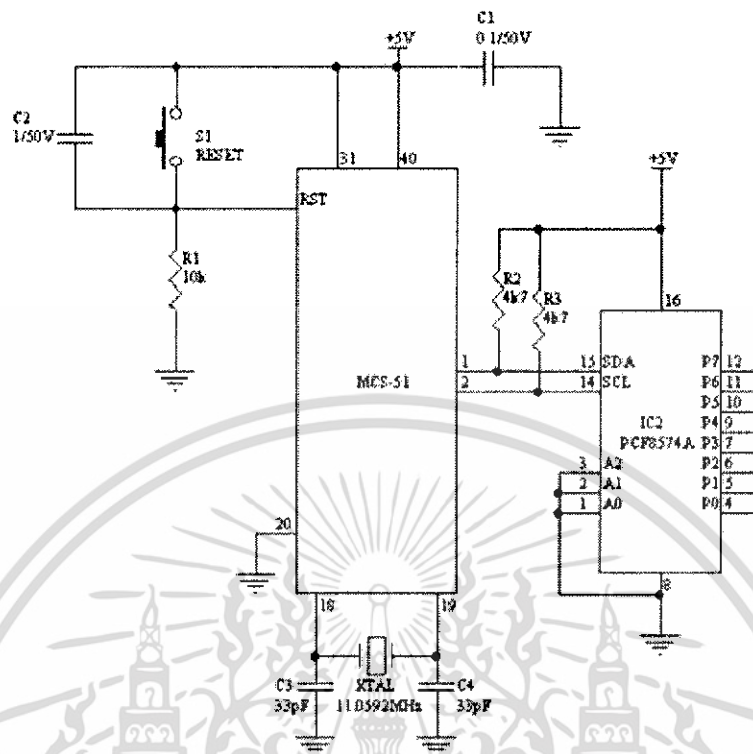 C1
0.1/50V
+5V
C2
1/50V
S1
RESET
31
40
+5V
RST
R1
10k
R2
4k7
R3
4k7
16
1
2
MCS-51
15
14
SDA
SCL
P7
12
P6
11
P5
10
P4
9
P3
7
P2
6
P1
5
P0
4
IC2
PCF8574A
3
A2
2
A1
1
A0
20
8
18
19
C3
33pF
XTAL
11.0592MHz
C4
33pF